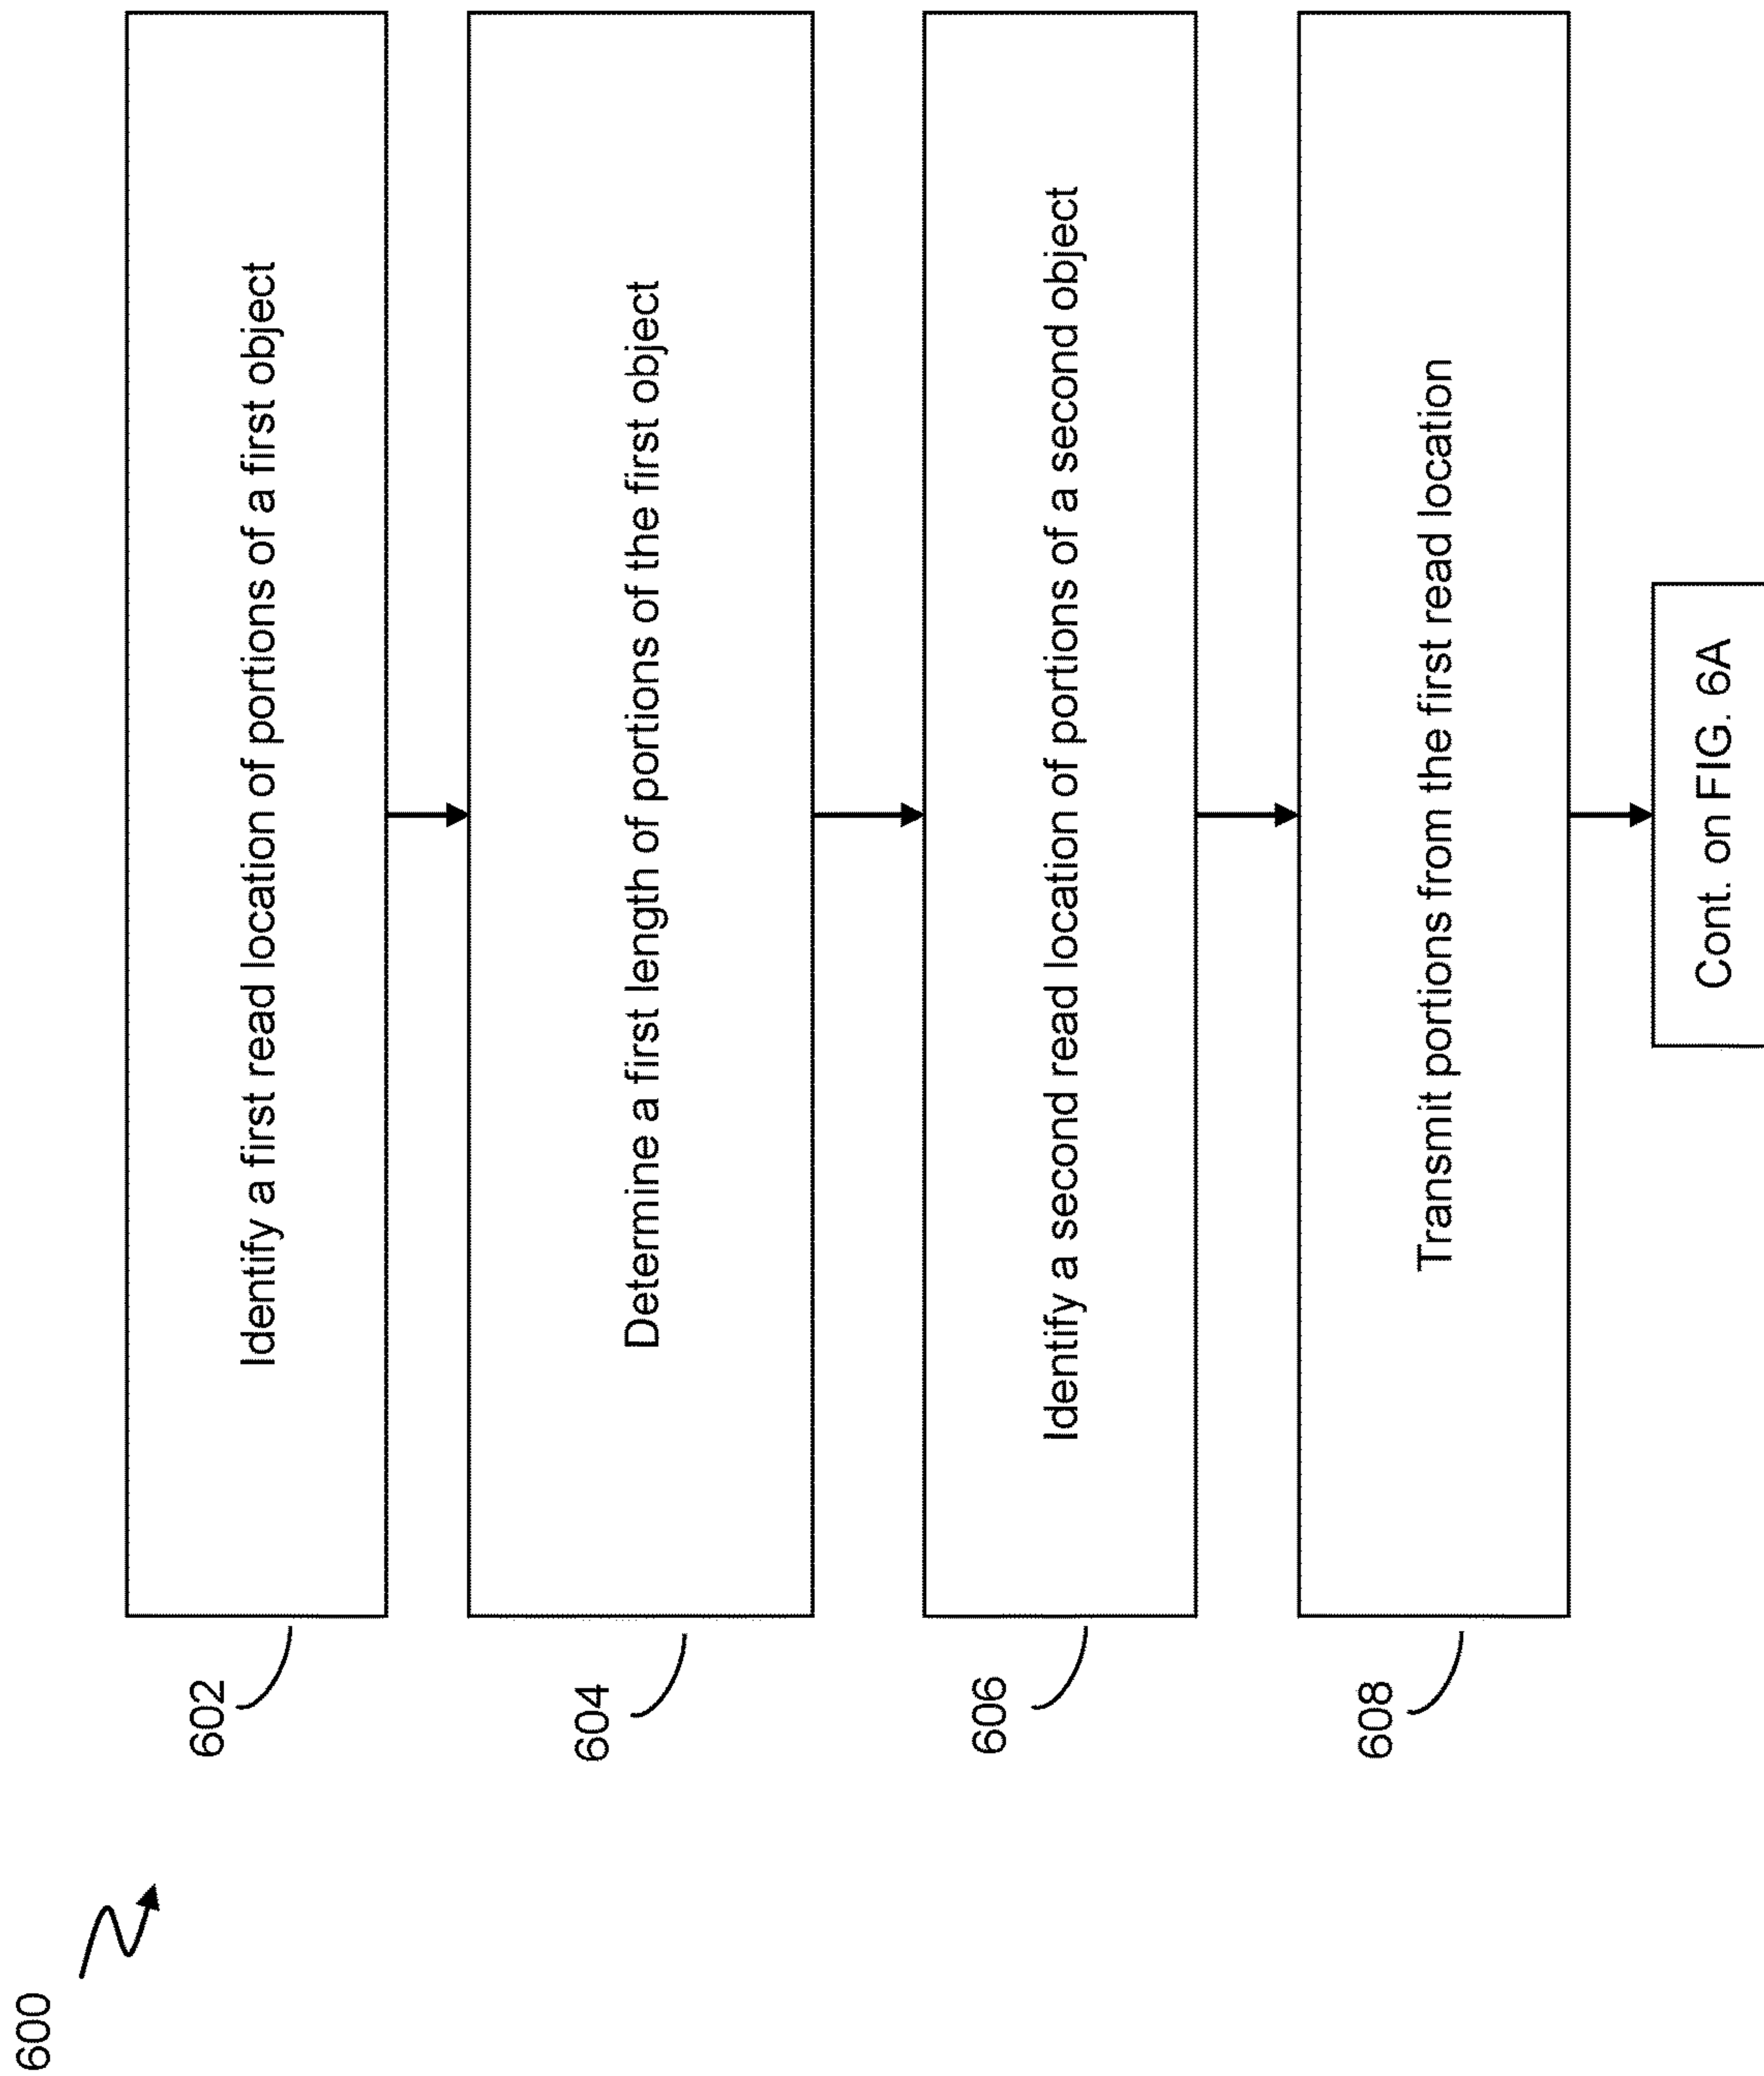 600
602
Identify a first read location of portions of a first object
604
Determine a first length of portions of the first object
606
Identify a second read location of portions of a second object
608
Transmit portions from the first read location
Cont. on FIG. 6A